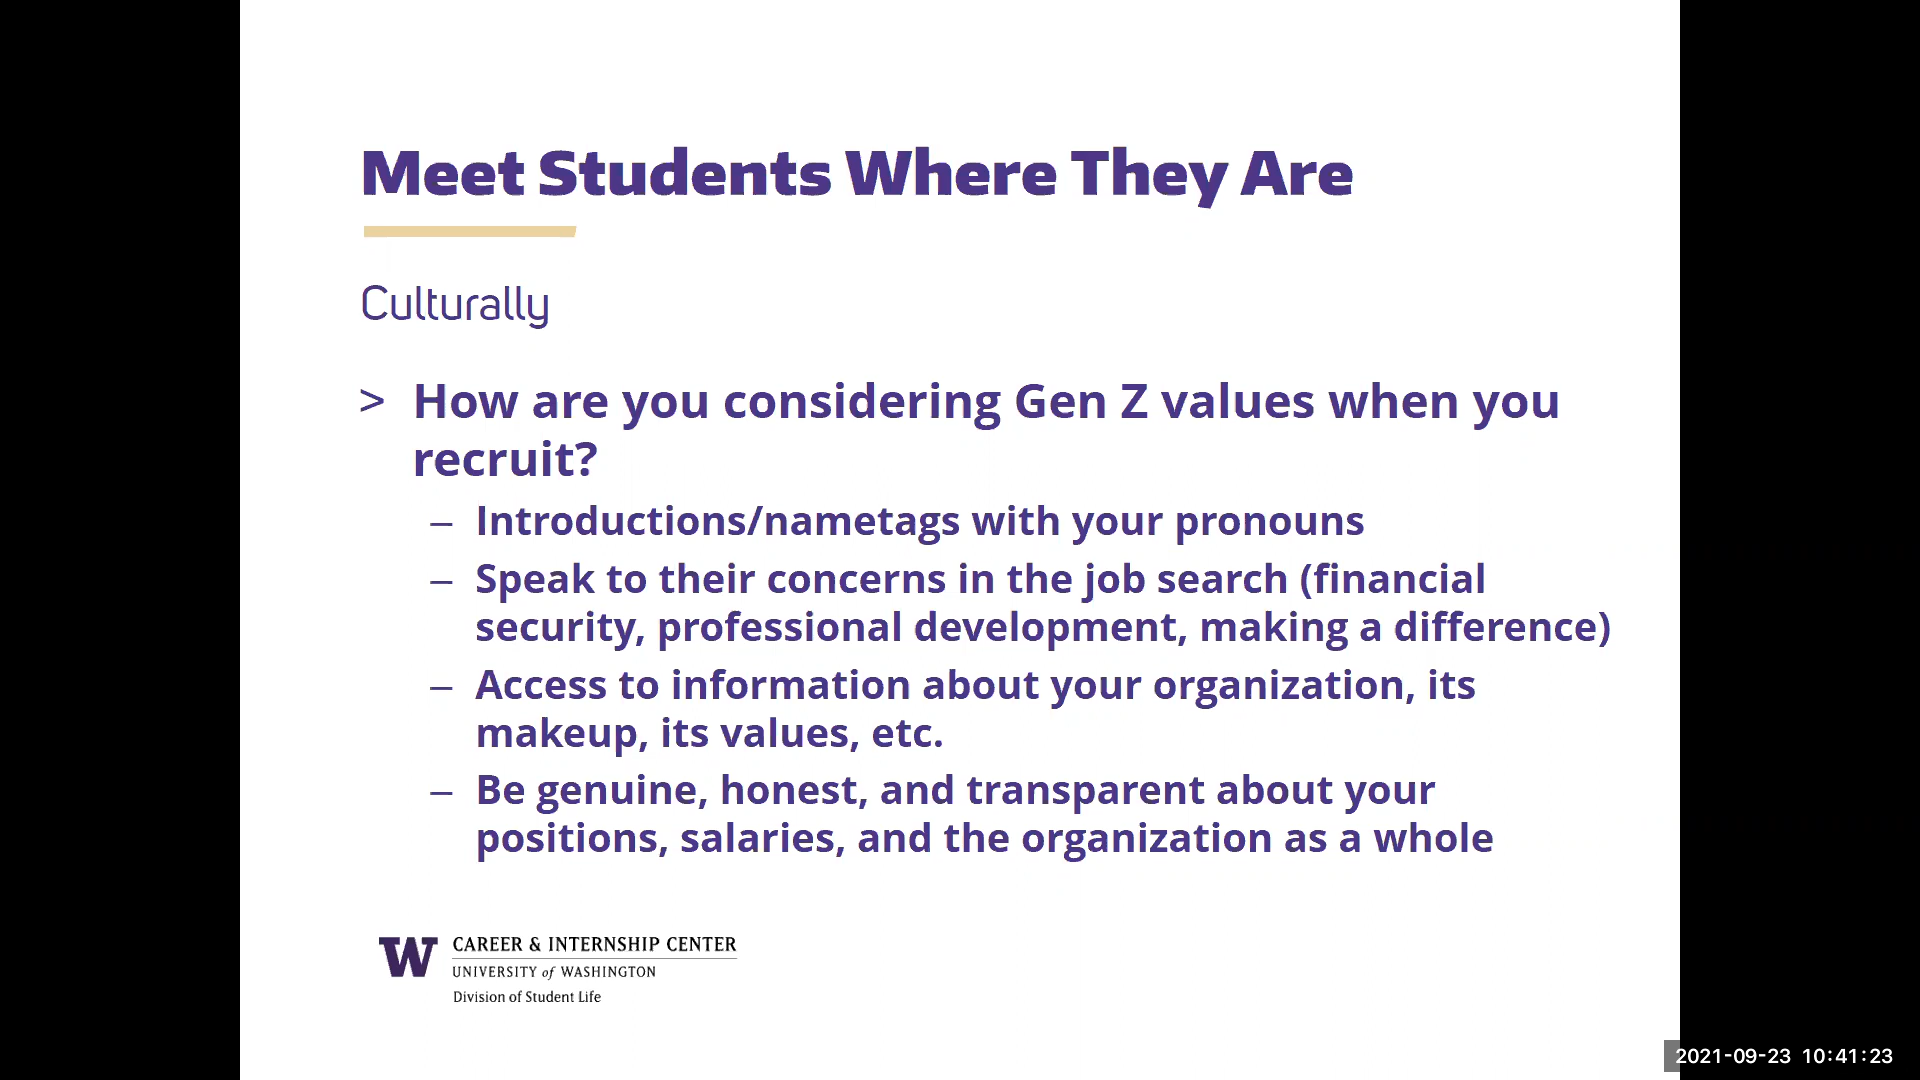 Meet Students Where They Are
Culturally
> How are you considering Gen Z values when you
recruit?
– Introductions/nametags with your pronouns
– Speak to their concerns in the job search (financial
security, professional development, making a difference)
– Access to information about your organization, its
makeup, its values, etc.
– Be genuine, honest, and transparent about your
positions, salaries, and the organization as a whole
W CAREER & INTERNSHIP CENTER
UNIVERSITY of WASHINGTON
Division of Student Life
2021-09-23 10:41:23